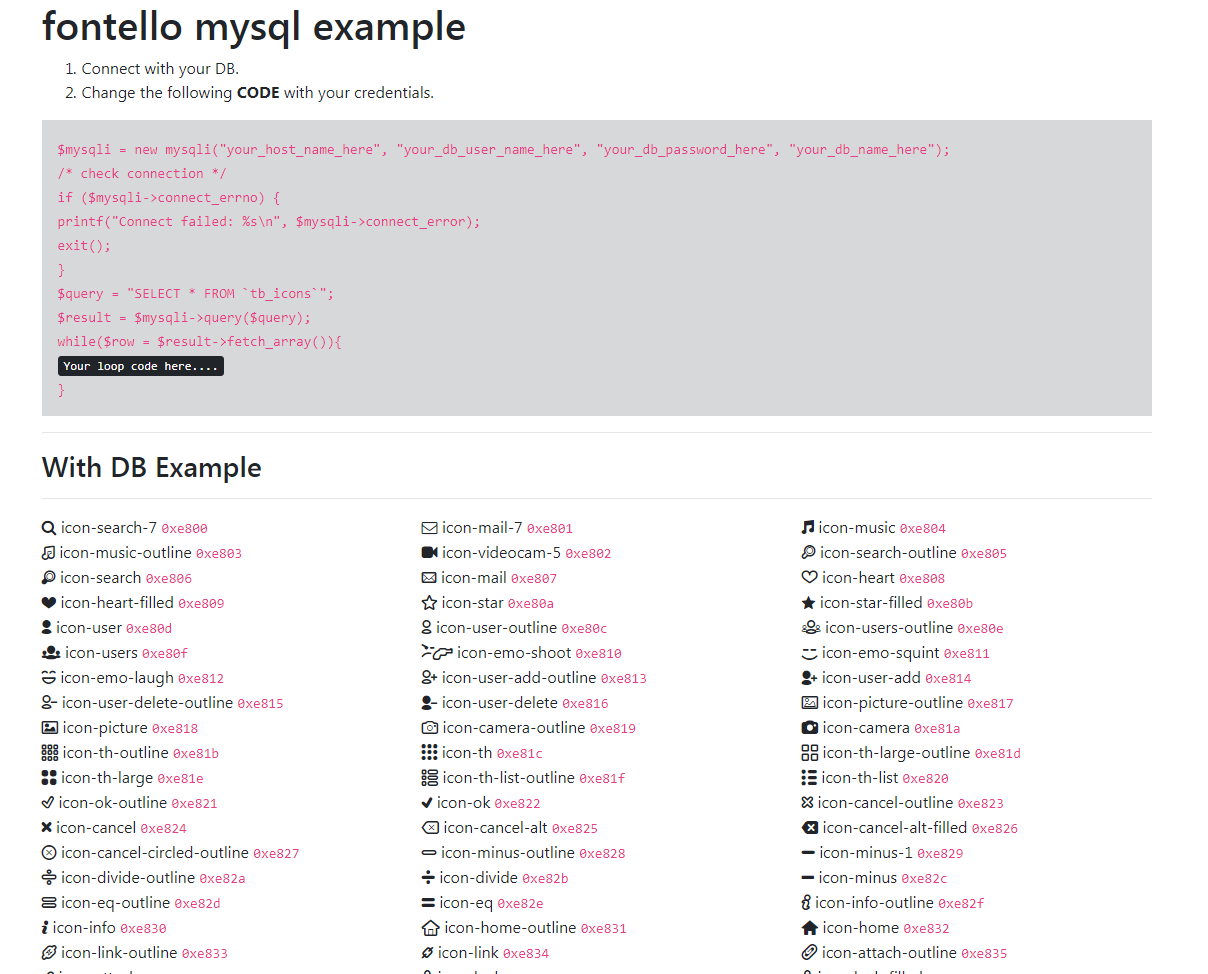 fontello mysql example
1. Connect with your DB.
2. Change the following CODE with your credentials.
$mysqli = new mysqli("your_host_name_here", "your_db_user_name_here", "your_db_password_here", "your_db_name_here");
/* check connection */
if ($mysqli->connect_errno) {
printf("Connect failed: %s\n", $mysqli->connect_error);
exit();
}
$query = "SELECT * FROM `tb_icons`";
$result = $mysqli->query($query);
while($row = $result->fetch_array()){
Your loop code here....
}
With DB Example
icon-search-7 0xe800 icon-mail-7 0xe801 icon-music 0xe804
icon-music-outline 0xe803 icon-videocam-5 0xe802 icon-search-outline 0xe805
icon-search 0xe806 icon-mail 0xe807 icon-heart 0xe808
icon-heart-filled 0xe809 icon-star 0xe80a icon-star-filled 0xe80b
icon-user 0xe80d icon-user-outline 0xe80c icon-users-outline 0xe80e
icon-users 0xe80f icon-emo-shoot 0xe810 icon-emo-squint 0xe811
icon-emo-laugh 0xe812 icon-user-add-outline 0xe813 icon-user-add 0xe814
icon-user-delete-outline 0xe815 icon-user-delete 0xe816 icon-picture-outline 0xe817
icon-picture 0xe818 icon-camera-outline 0xe819 icon-camera 0xe81a
icon-th-outline 0xe81b icon-th 0xe81c icon-th-large-outline 0xe81d
icon-th-large 0xe81e icon-th-list-outline 0xe81f icon-th-list 0xe820
icon-ok-outline 0xe821 icon-ok 0xe822 icon-cancel-outline 0xe823
icon-cancel 0xe824 icon-cancel-alt 0xe825 icon-cancel-alt-filled 0xe826
icon-cancel-circled-outline 0xe827 icon-minus-outline 0xe828 icon-minus-1 0xe829
icon-divide-outline 0xe82a icon-divide 0xe82b icon-minus 0xe82c
icon-eq-outline 0xe82d icon-eq 0xe82e icon-info-outline 0xe82f
icon-info 0xe830 icon-home-outline 0xe831 icon-home 0xe832
icon-link-outline 0xe833 icon-link 0xe834 icon-attach-outline 0xe835